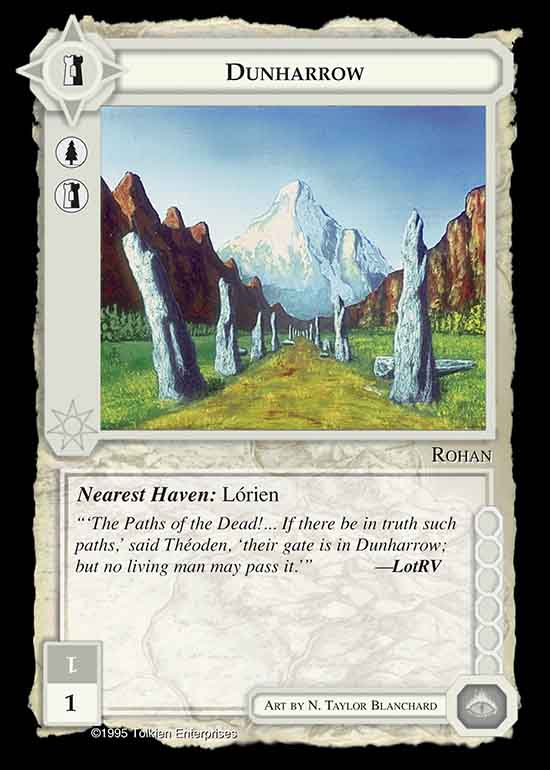 DUNHARROW
ROHAN
Nearest Haven: Lórien
“‘The Paths of the Dead!... If there be in truth such
paths,’ said Théoden, ‘their gate is in Dunharrow;
but no living man may pass it.’” —LotRV
1
1
ART BY N. TAYLOR BLANCHARD
©1995 Tolkien Enterprises